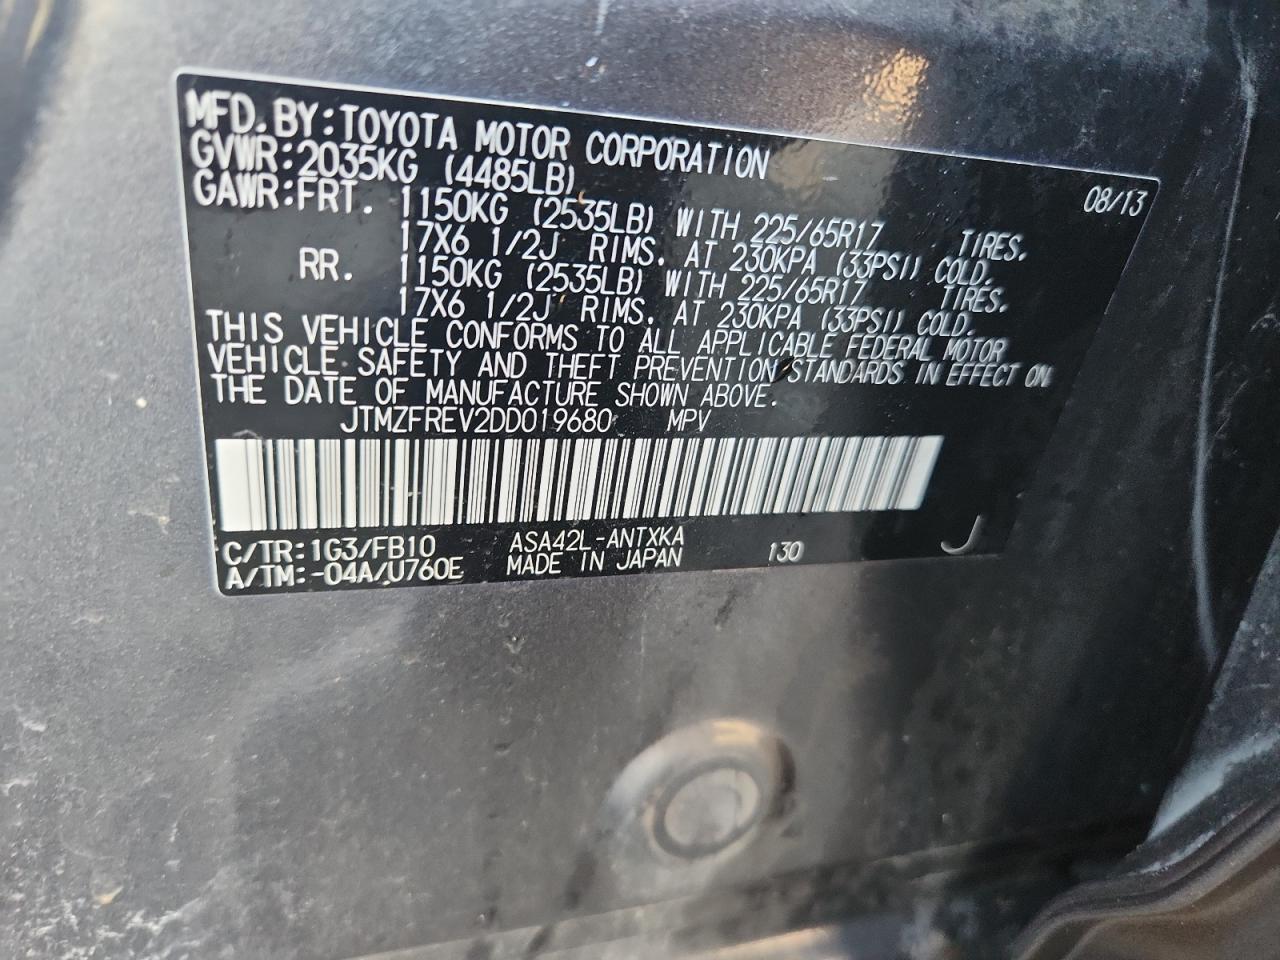 MFD. BY: TOYOTA MOTOR CORPORATION 08/13
GVWR: 2035KG (4485LB)
GAWR: FRT. 1150KG (2535LB) WITH 225/65R17 TIRES.
17X6 1/2J RIMS. AT 230KPA (33PSI) COLD.
RR. 1150KG (2535LB) WITH 225/65R17 TIRES.
17X6 1/2J RIMS. AT 230KPA (33PSI) COLD.
THIS VEHICLE CONFORMS TO ALL APPLICABLE FEDERAL MOTOR
VEHICLE SAFETY AND THEFT PREVENTION STANDARDS IN EFFECT ON
THE DATE OF MANUFACTURE SHOWN ABOVE.
JTMZFREV2DD019680 MPV
C/TR: 1G3/FB10 ASA42L-ANTXKA
A/TM: -04A/U760E MADE IN JAPAN 130 J